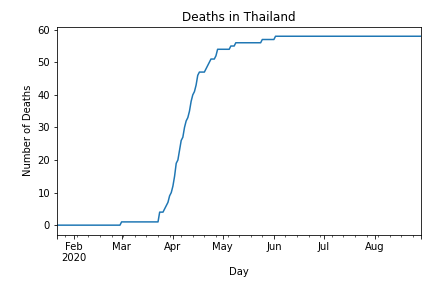 Deaths in Thailand
Number of Deaths
60
50
40
30
20
10
0
Feb
2020
Mar
Apr
May
Jun
Jul
Aug
Day